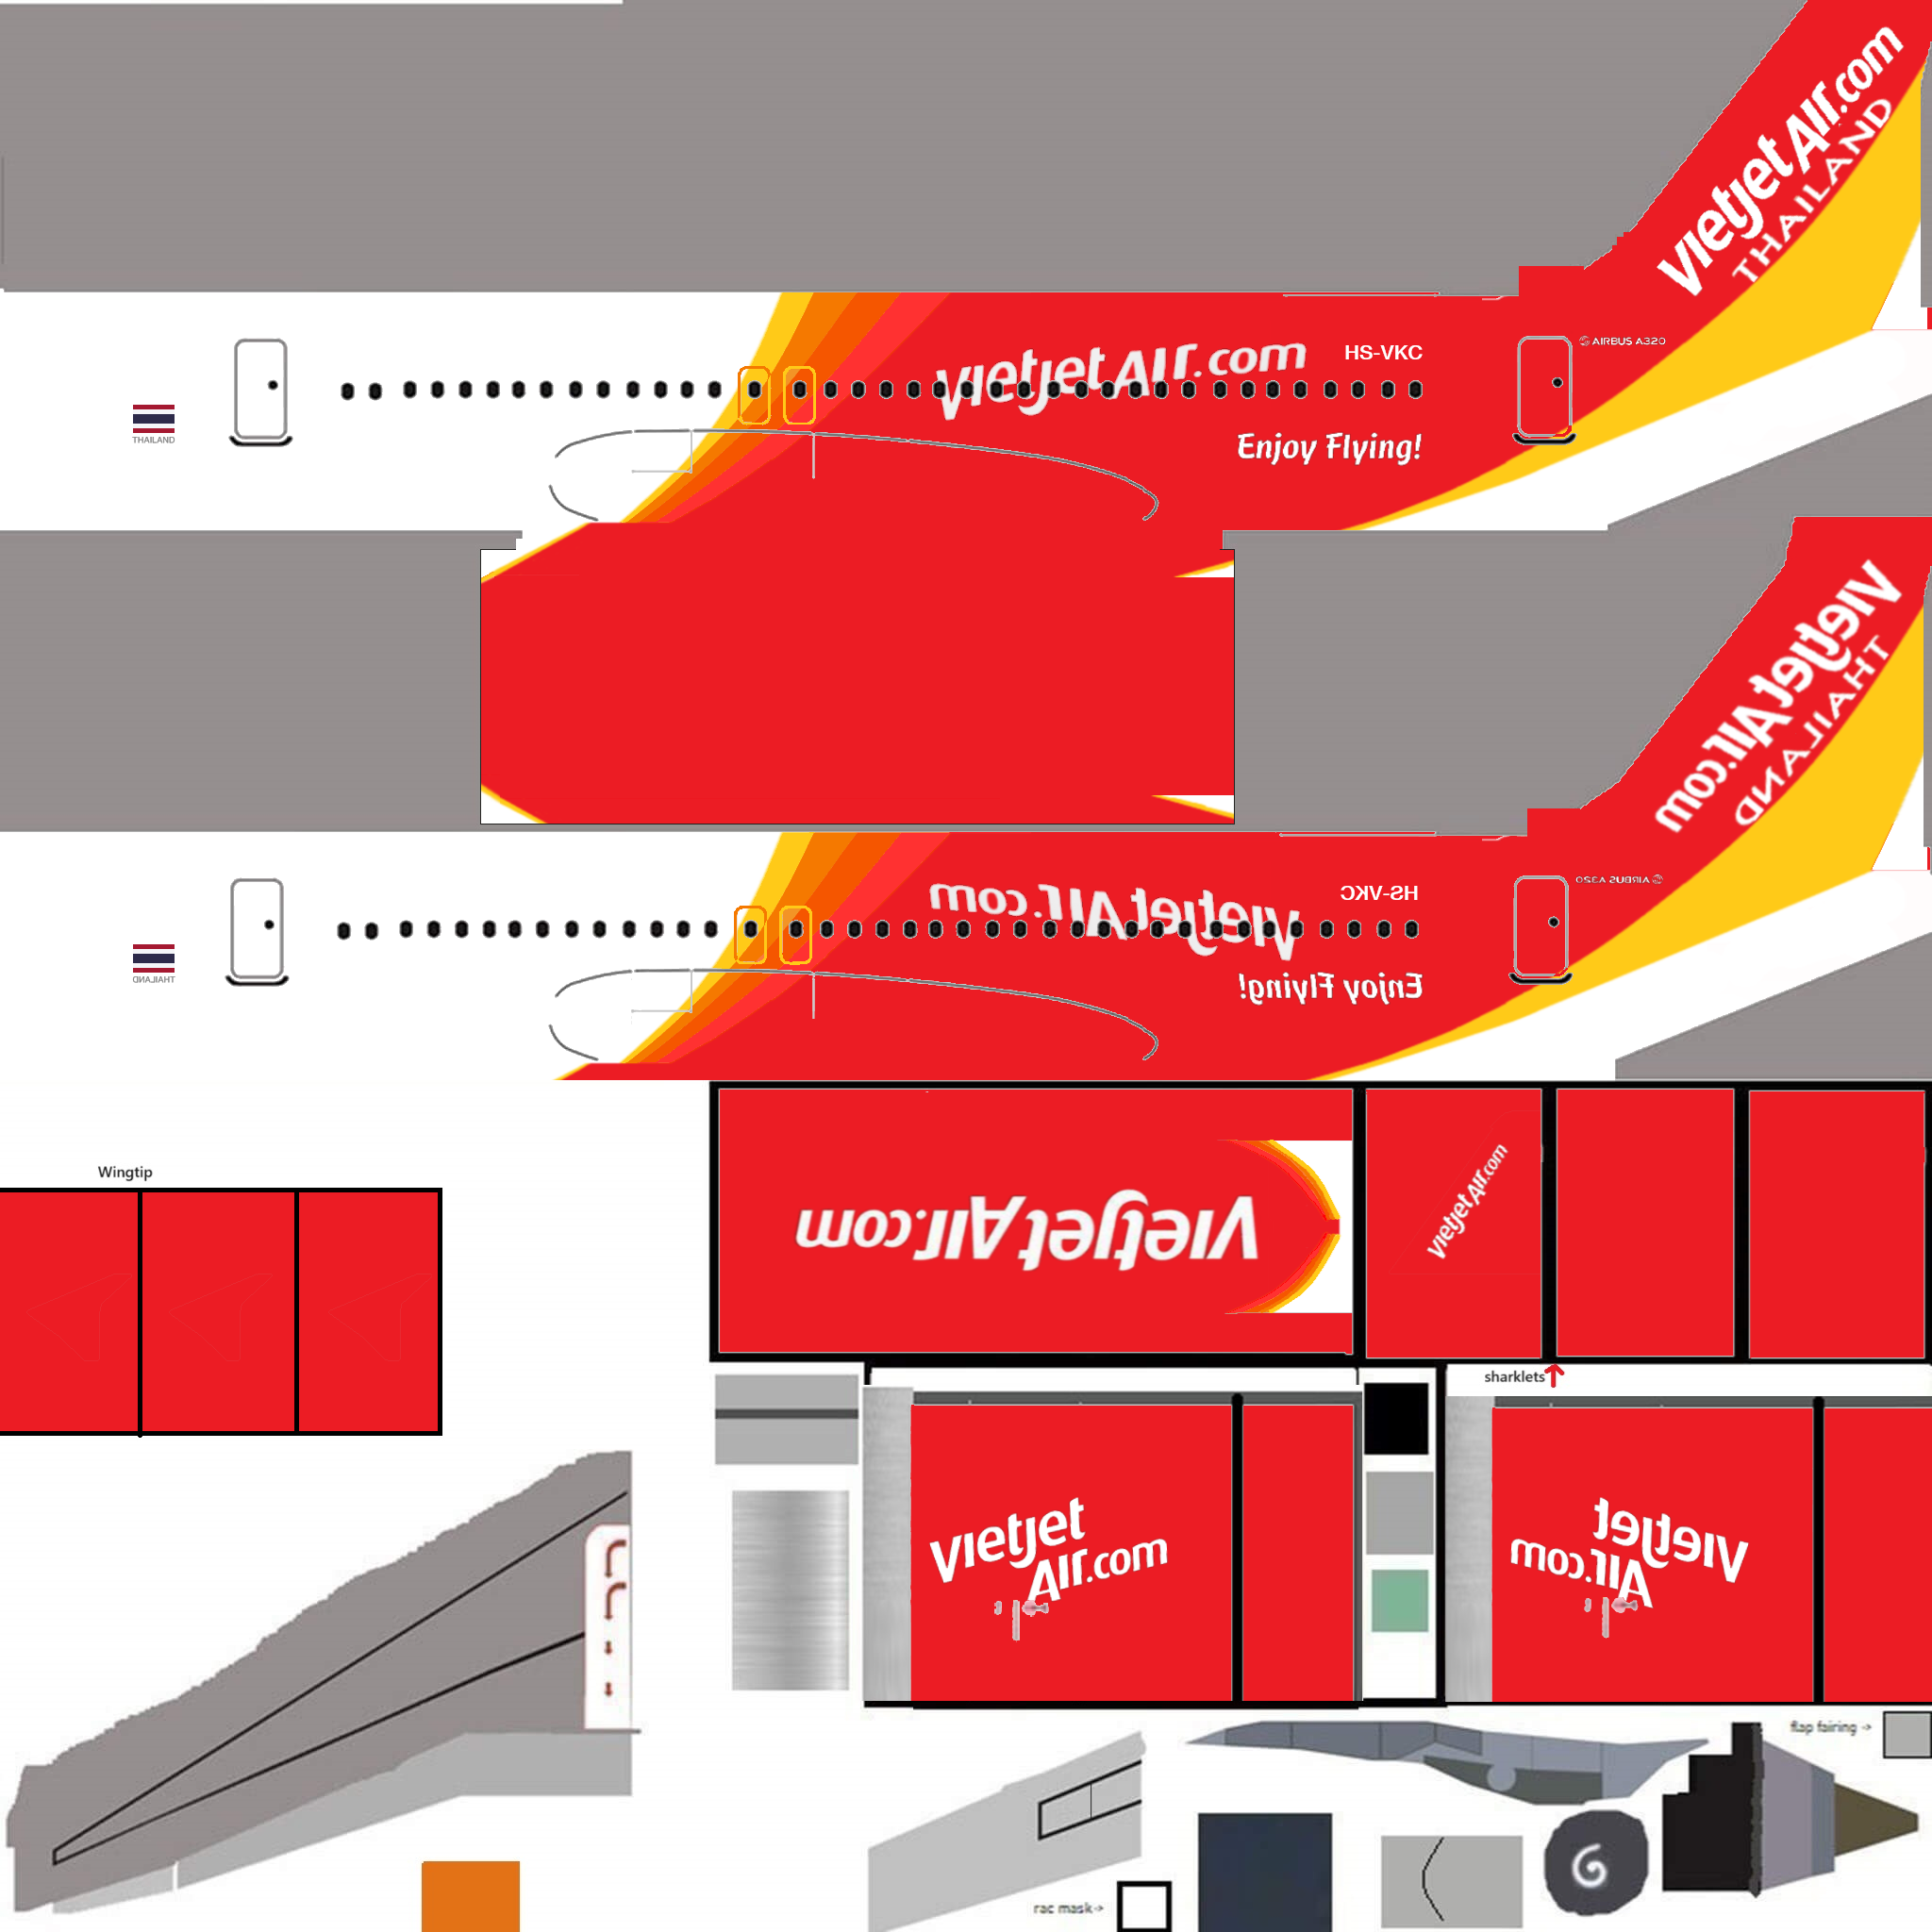 vietjetAir.com
THAILAND
vietjetAir.com
HS-VKC
AIRBUS A320
THAILAND
Enjoy Flying!
vietjetAir.com
THAILAND
vietjetAir.com
HS-VKC
AIRBUS A320
THAILAND
Enjoy Flying!
Wingtip
vietjetAir.com
vietjetAir.com
sharklets
vietjet
Air.com
vietjet
Air.com
flap fairing ->
rac mask->